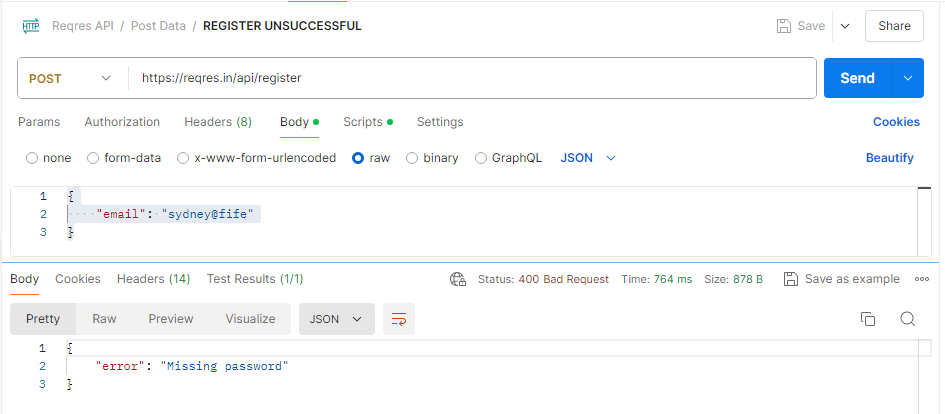 HTTP Reqres API / Post Data / REGISTER UNSUCCESSFUL Save Share
POST https://reqres.in/api/register Send
Params Authorization Headers (8) Body Scripts Settings Cookies
none form-data x-www-form-urlencoded raw binary GraphQL JSON Beautify
1 {
2 "email": "sydney@fife"
3 }
Body Cookies Headers (14) Test Results (1/1) Status: 400 Bad Request Time: 764 ms Size: 878 B Save as example
Pretty Raw Preview Visualize JSON
1 {
2 "error": "Missing password"
3 }